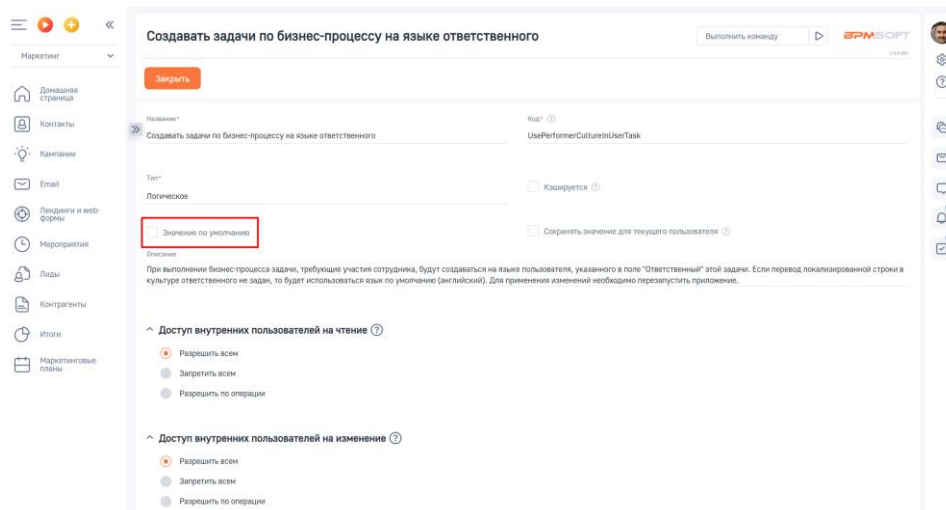 Маркетинг
Домашняя
страница
Контакты
Кампании
Email
Лендинги и web-
формы
Мероприятия
Лиды
Контрагенты
Итоги
Маркетинговые
планы
Создавать задачи по бизнес-процессу на языке ответственного
Выполнить команду
BPMSOFT
Закрыть
Название*
Создавать задачи по бизнес-процессу на языке ответственного
Код*
UsePerformerCultureInUserTask
Тип*
Логическое
Кэшируется
Значение по умолчанию
Сохранять значение для текущего пользователя
Описание
При выполнении бизнес-процесса задачи, требующие участия сотрудника, будут создаваться на языке пользователя, указанного в поле "Ответственный" этой задачи. Если перевод локализированной строки в
культуре ответственного не задан, то будет использоваться язык по умолчанию (английский). Для применения изменений необходимо перезапустить приложение.
Доступ внутренних пользователей на чтение
Разрешить всем
Запретить всем
Разрешить по операции
Доступ внутренних пользователей на изменение
Разрешить всем
Запретить всем
Разрешить по операции